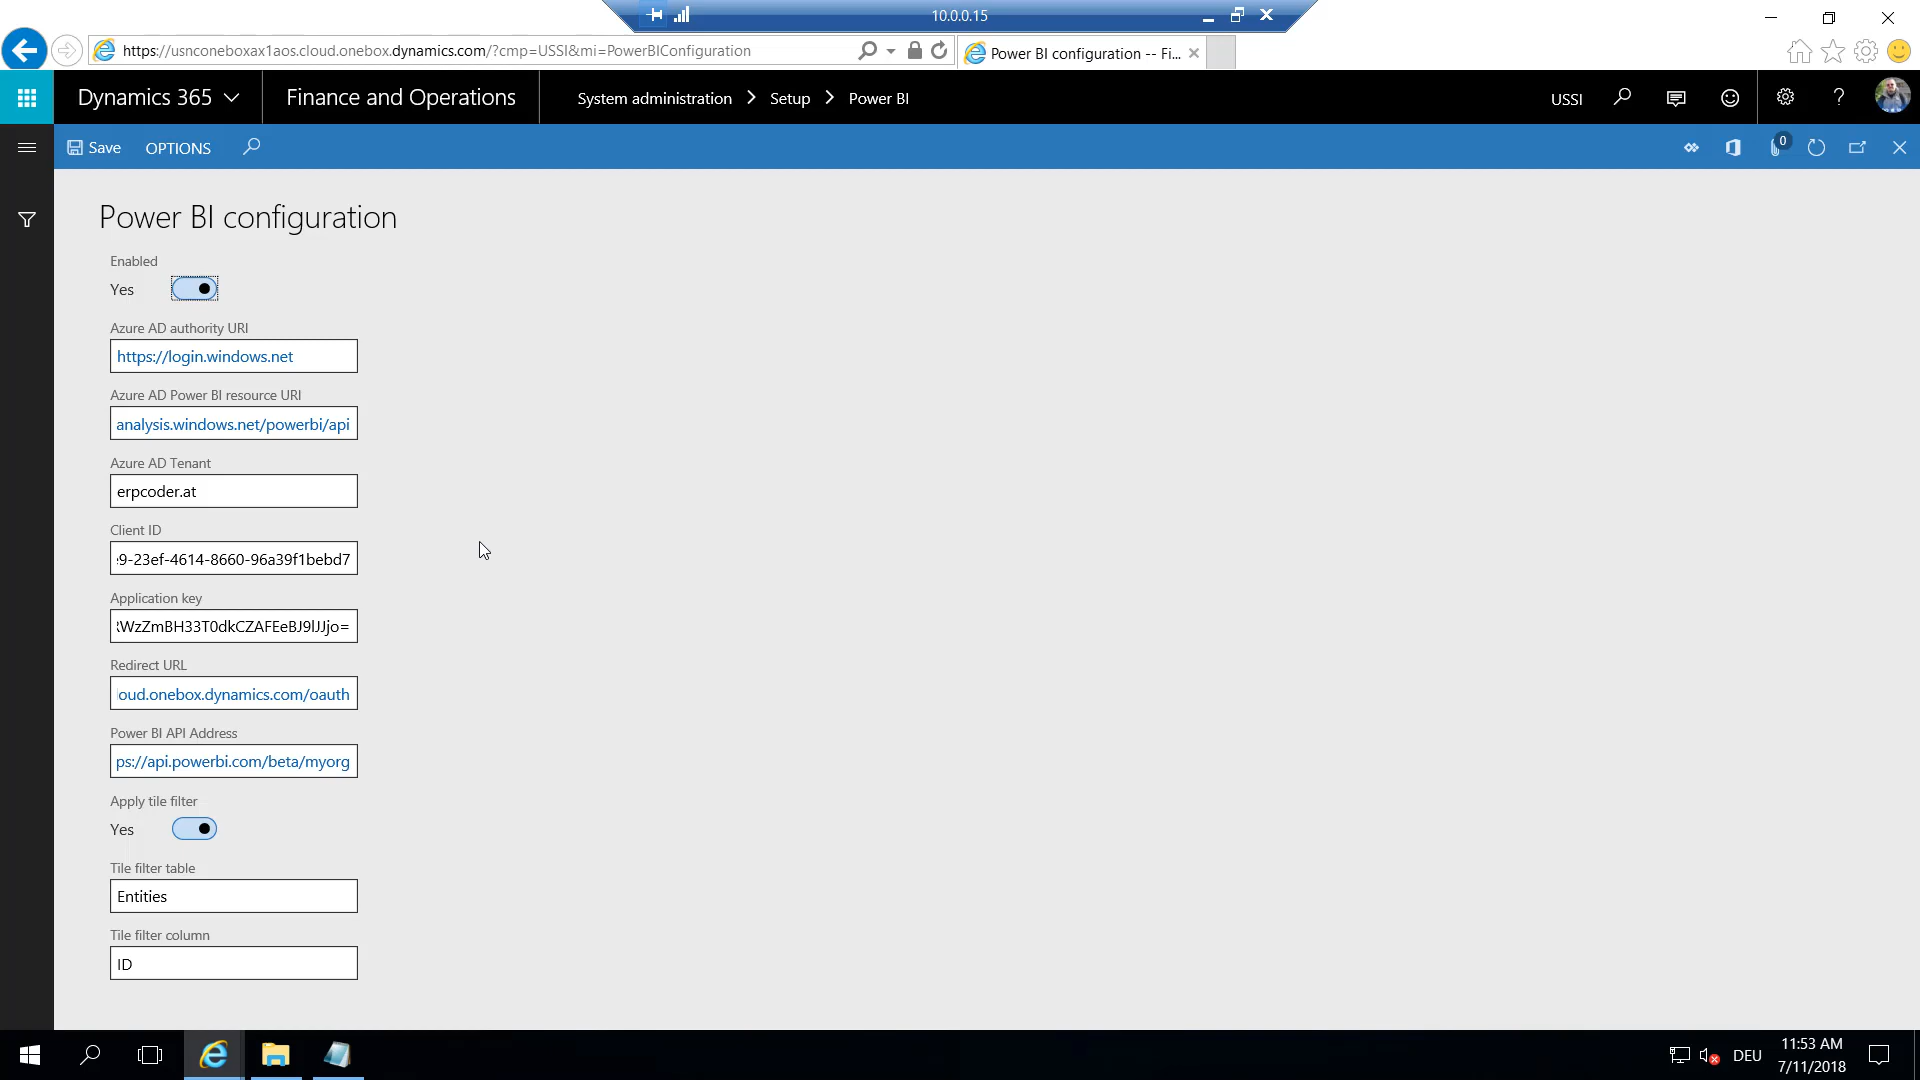 10.0.0.15
https://usnconeboxax1aos.cloud.onebox.dynamics.com/?cmp=USSI&mi=PowerBIConfiguration
Power BI configuration -- Fi...
Dynamics 365
Finance and Operations
System administration > Setup > Power BI
USSI
?
Save
OPTIONS
0
Power BI configuration
Enabled
Yes
Azure AD authority URI
https://login.windows.net
Azure AD Power BI resource URI
analysis.windows.net/powerbi/api
Azure AD Tenant
erpcoder.at
Client ID
9-23ef-4614-8660-96a39f1bebd7
Application key
WzZmBH33T0dkCZAFEeBJ9lJJjo=
Redirect URL
loud.onebox.dynamics.com/oauth
Power BI API Address
ps://api.powerbi.com/beta/myorg
Apply tile filter
Yes
Tile filter table
Entities
Tile filter column
ID
DEU
11:53 AM
7/11/2018